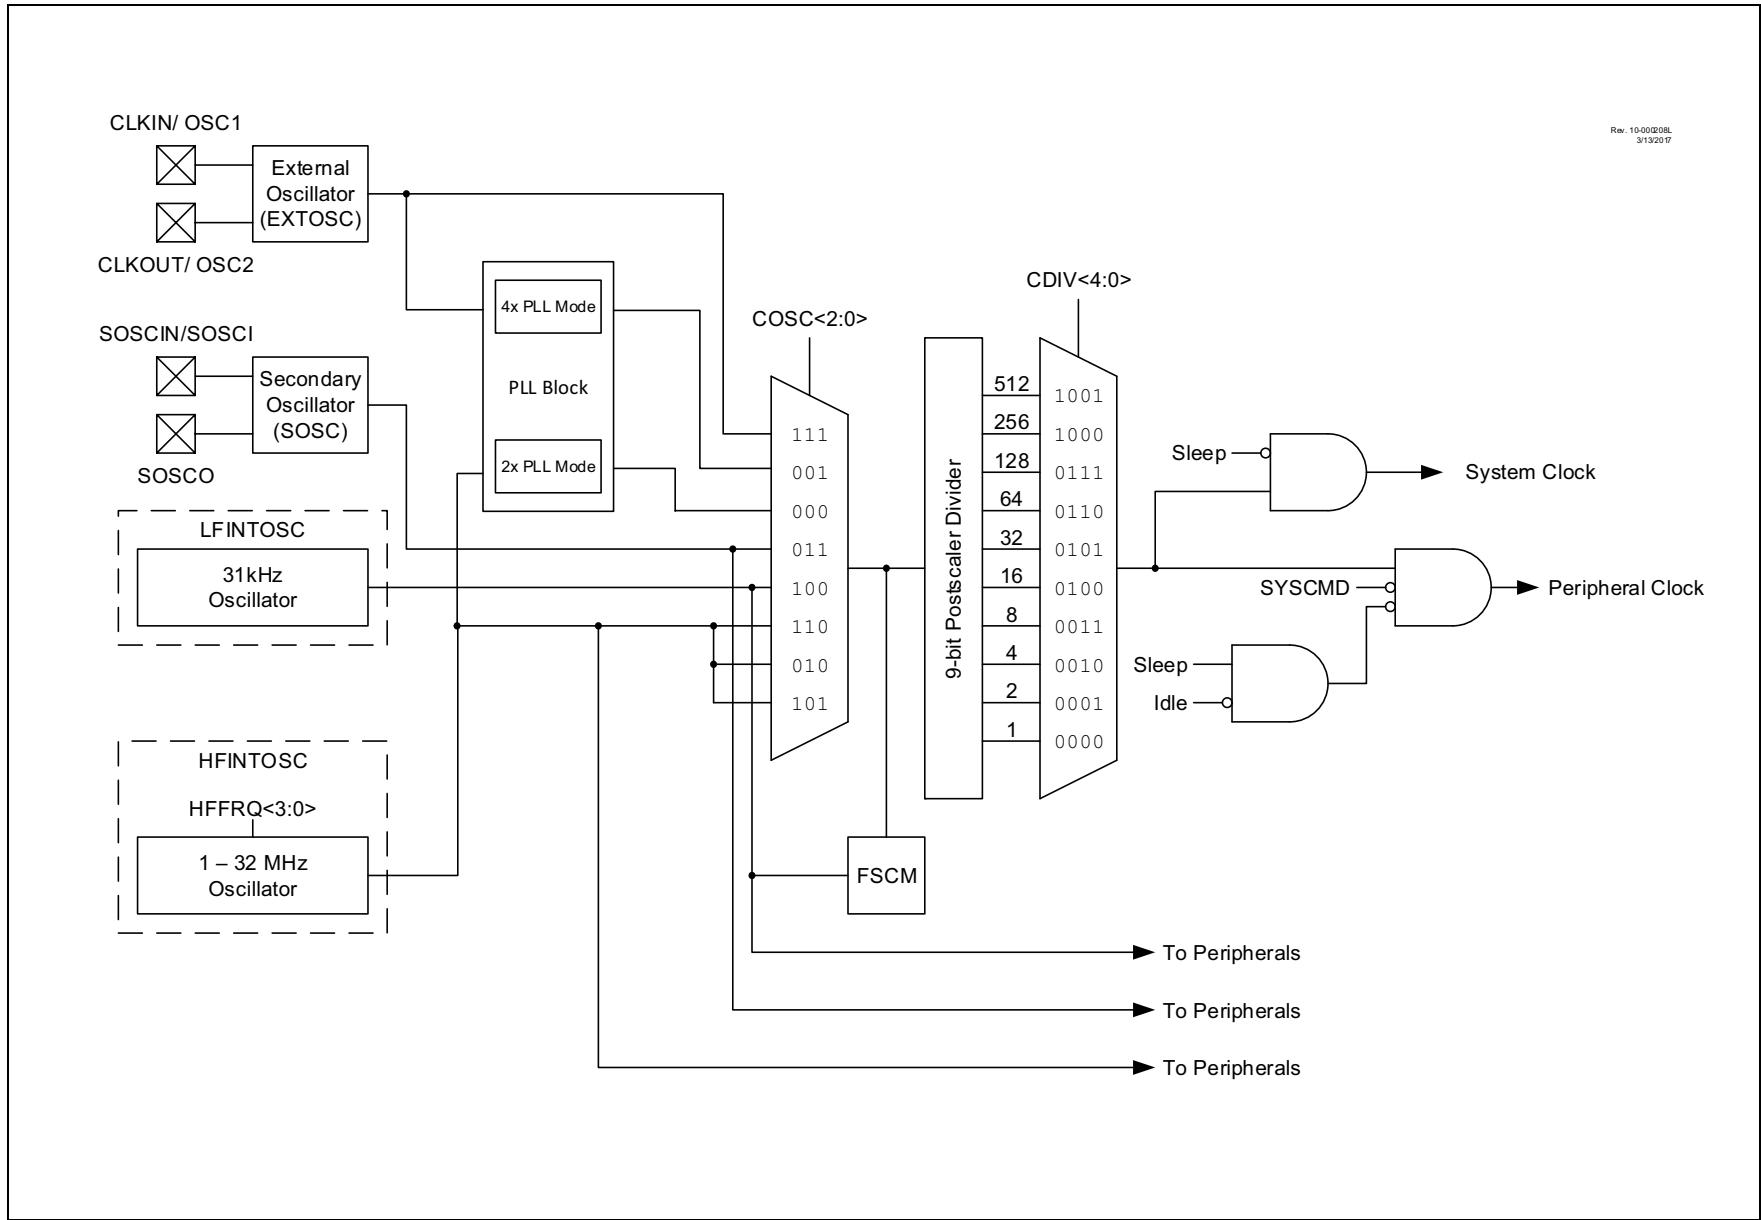 Rev. 10-000208L
3/13/2017
CLKIN/ OSC1
External
Oscillator
(EXTOSC)
CLKOUT/ OSC2
SOSCIN/SOSCI
Secondary
Oscillator
(SOSC)
SOSCO
LFINTOSC
31kHz
Oscillator
HFINTOSC
HFFRQ<3:0>
1 – 32 MHz
Oscillator
4x PLL Mode
PLL Block
2x PLL Mode
COSC<2:0>
111
001
000
011
100
110
010
101
FSCM
9-bit Postscaler Divider
CDIV<4:0>
512 1001
256 1000
128 0111
64 0110
32 0101
16 0100
8 0011
4 0010
2 0001
1 0000
Sleep
System Clock
SYSCMD
Peripheral Clock
Sleep
Idle
To Peripherals
To Peripherals
To Peripherals